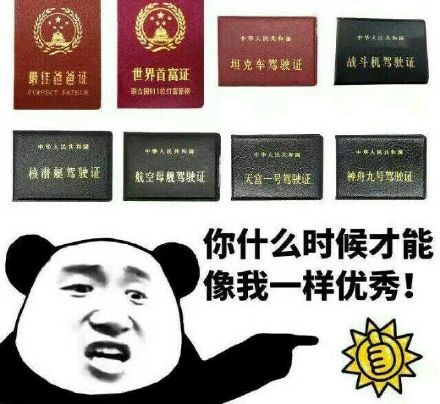 最佳爸爸证
PERFECT FATHER
世界首富证
中华人民共和国
坦克车驾驶证
中华人民共和国
战斗机驾驶证
中华人民共和国
核潜艇驾驶证
中华人民共和国
航空母舰驾驶证
中华人民共和国
天宫一号驾驶证
中华人民共和国
神舟九号驾驶证
你什么时候才能
像我一样优秀！